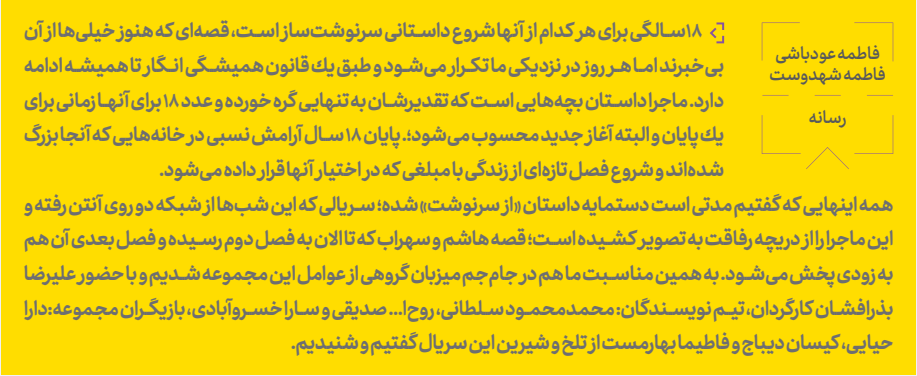 فاطمه عودباشی
فاطمه شهدوست
رسانه
۱۸سالگی برای هر کدام از آنها شروع داستانی سرنوشت‌ساز است، قصه‌ای که هنوز خیلی‌ها از آن
بی‌خبرند اما هر روز در نزدیکی ما تکرار می‌شود و طبق یك قانون همیشگی انگار تا همیشه ادامه
دارد. ماجرا داستان بچه‌هایی است که تقدیرشان به تنهایی گره خورده و عدد ۱۸ برای آنها زمانی برای
یك پایان و البته آغاز جدید محسوب می‌شود؛. پایان ۱۸ سال آرامش نسبی در خانه‌هایی که آنجا بزرگ
شده‌اند و شروع فصل تازه‌ای از زندگی با مبلغی که در اختیار آنها قرار داده می‌شود.
همه اینهایی که گفتیم مدتی است دستمایه داستان «از سرنوشت» شده؛ سریالی که این شب‌ها از شبکه دو روی آنتن رفته و
این ماجرا را از دریچه رفاقت به تصویر کشیده است؛ قصه هاشم و سهراب که تا الان به فصل دوم رسیده و فصل بعدی آن هم
به زودی پخش می‌شود. به همین مناسبت ما هم در جام‌جم میزبان گروهی از عوامل این مجموعه شدیم و با حضور علیرضا
بذرافشان کارگردان، تیم نویسندگان: محمدمحمود سلطانی، روح‌ا... صدیقی و سارا خسروآبادی، بازیگران مجموعه: دارا
حیایی، کیسان دیباج و فاطیما بهارمست از تلخ و شیرین این سریال گفتیم و شنیدیم.